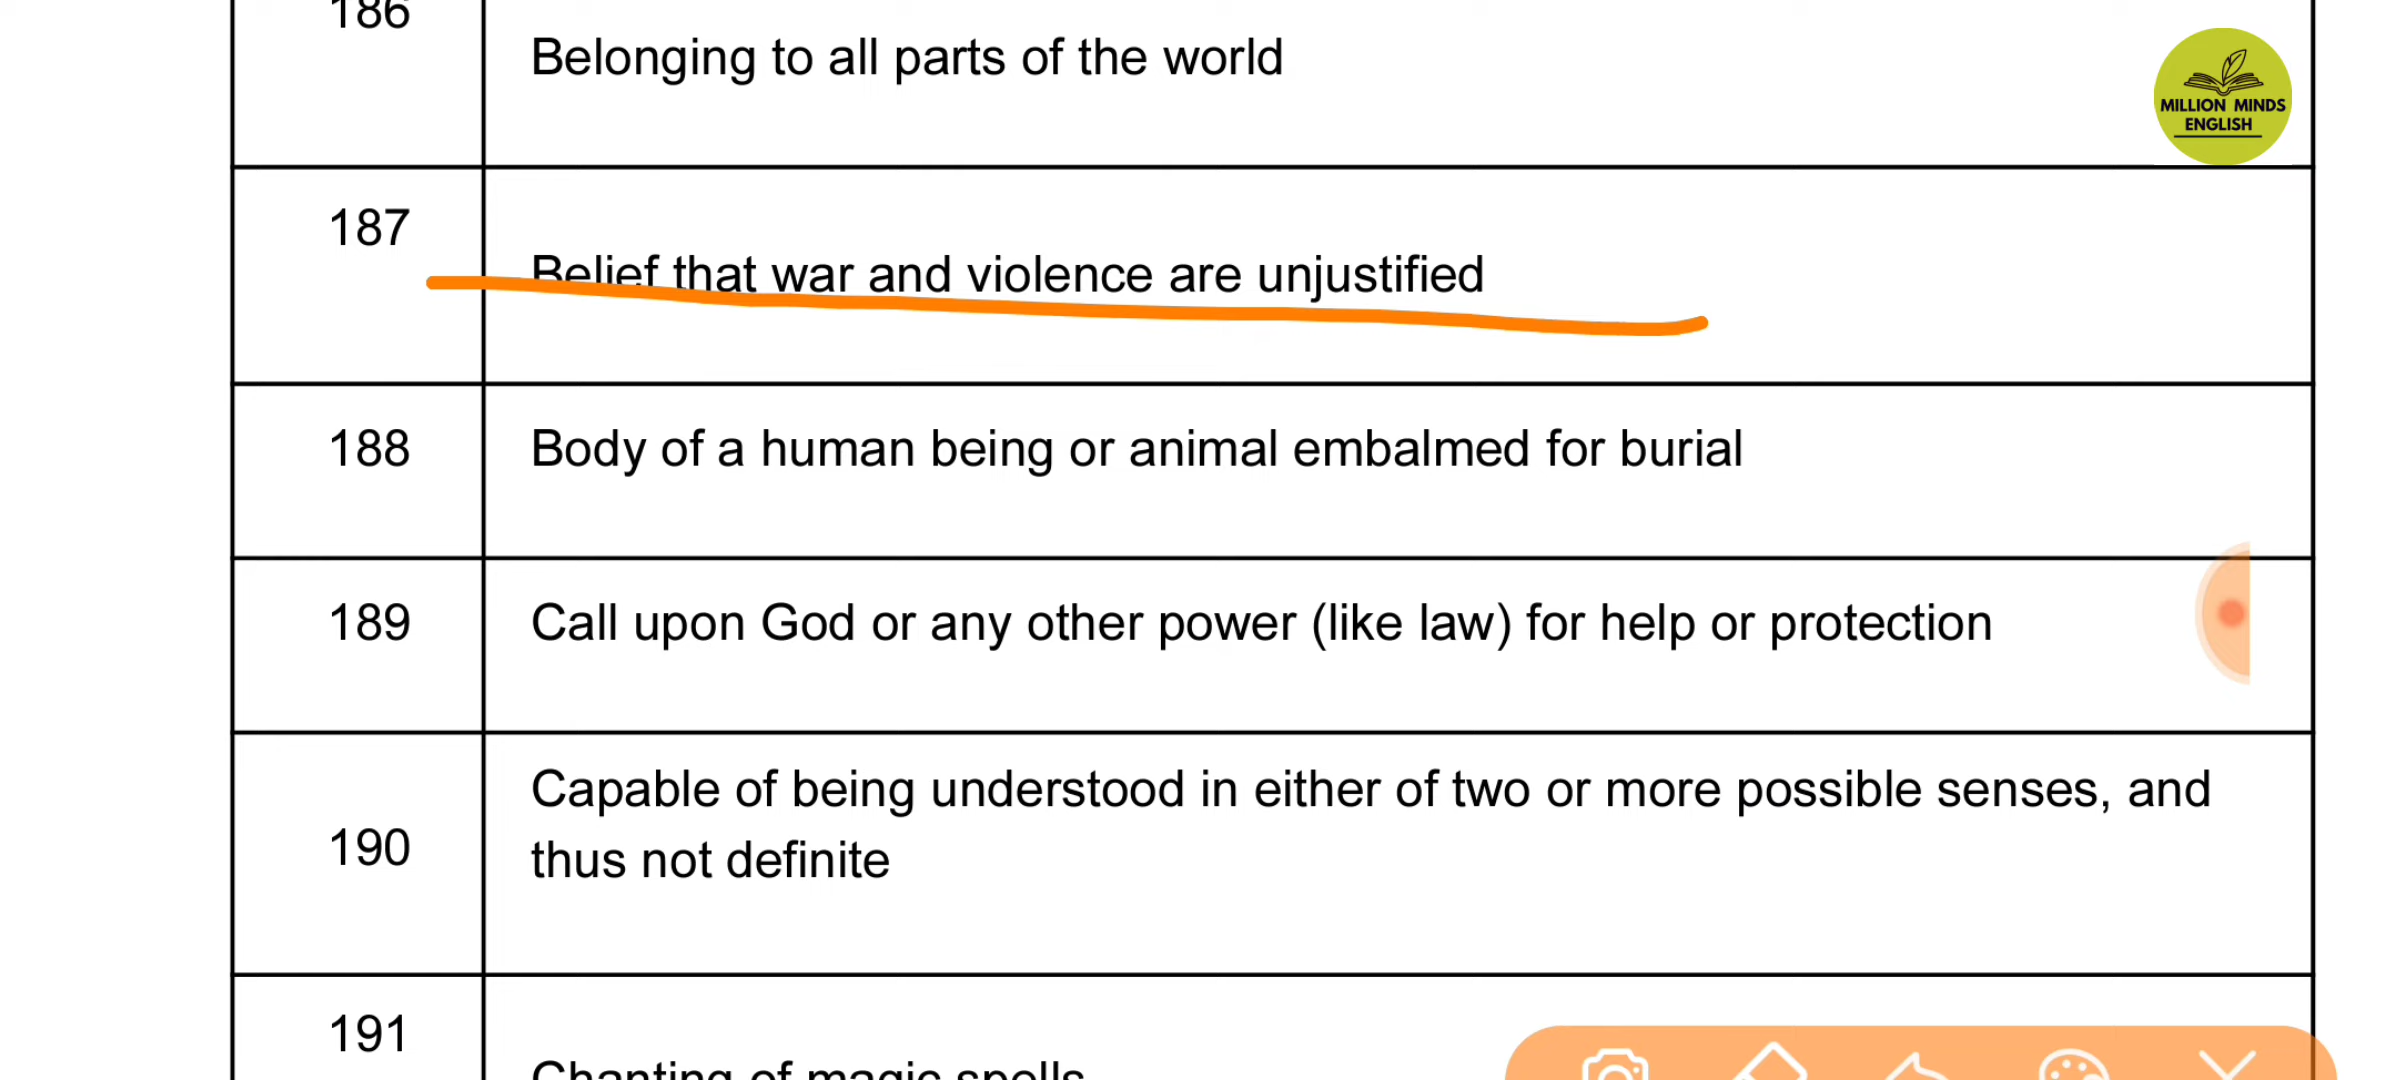 186
Belonging to all parts of the world
MILLION MINDS
ENGLISH
187
Belief that war and violence are unjustified
188
Body of a human being or animal embalmed for burial
189
Call upon God or any other power (like law) for help or protection
190
Capable of being understood in either of two or more possible senses, and
thus not definite
191
Chanting of magic spells